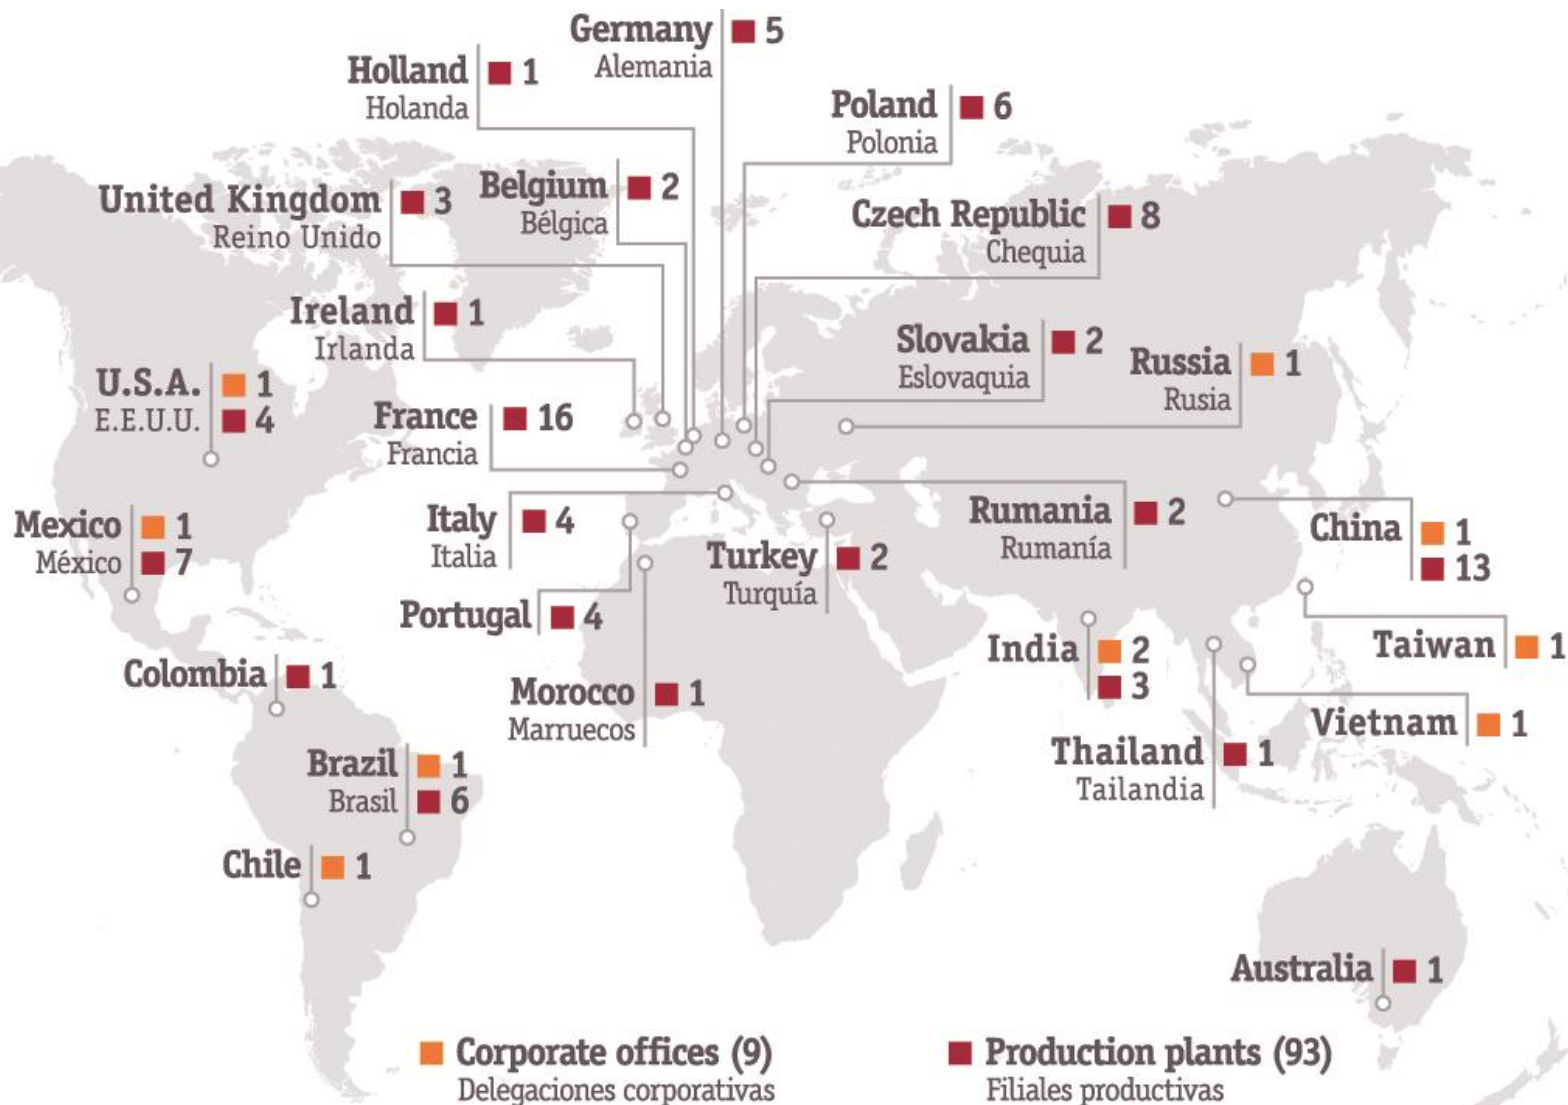 Germany 5
Alemania
Holland 1
Holanda
Poland 6
Polonia
United Kingdom 3
Reino Unido
Belgium 2
Bélgica
Czech Republic 8
Chequia
Ireland 1
Irlanda
Slovakia 2
Eslovaquia
Russia 1
Rusia
U.S.A. 1
E.E.U.U. 4
France 16
Francia
Italy 4
Italia
Rumania 2
Rumanía
Mexico 1
México 7
Turkey 2
Turquía
China 1
13
Portugal 4
India 2
3
Taiwan 1
Colombia 1
Morocco 1
Marruecos
Vietnam 1
Thailand 1
Tailandia
Brazil 1
Brasil 6
Chile 1
Australia 1
Corporate offices (9)
Delegaciones corporativas
Production plants (93)
Filiales productivas